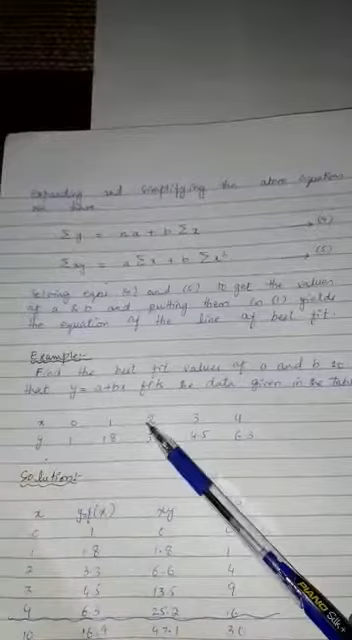 Expanding and simplifying the above equations
we have
Σy = na + b Σx → (4)
Σxy = a Σx + b Σx² → (5)
Solving eqns (4) and (5) to get the values
of a & b and putting them in (1) yields
the equation of the line of best fit.
Example:-
Find the best fit values of a and b so
that y = a+bx fits the data given in the table
x 0 1 2 3 4
y 1 1.8 4.5 6.3
Solution:-
x y=f(x) xy
0 1 0
1 1.8 1.8 1
2 3.3 6.6 4
3 4.5 13.5 9
4 6.3 25.2 16
10 16.9 47.1 30
PIANO Silk